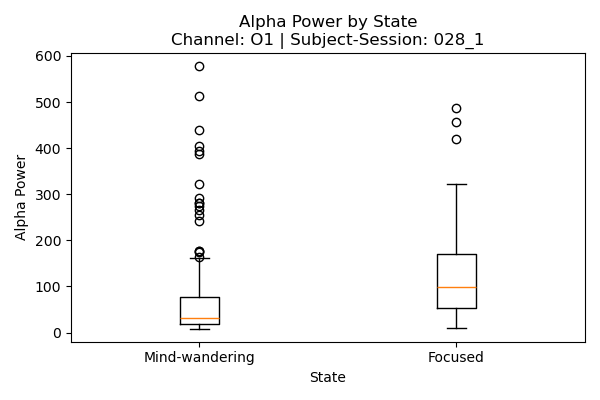 Alpha Power by State
Channel: O1 | Subject-Session: 028_1
Alpha Power
600
500
400
300
200
100
0
Mind-wandering
Focused
State